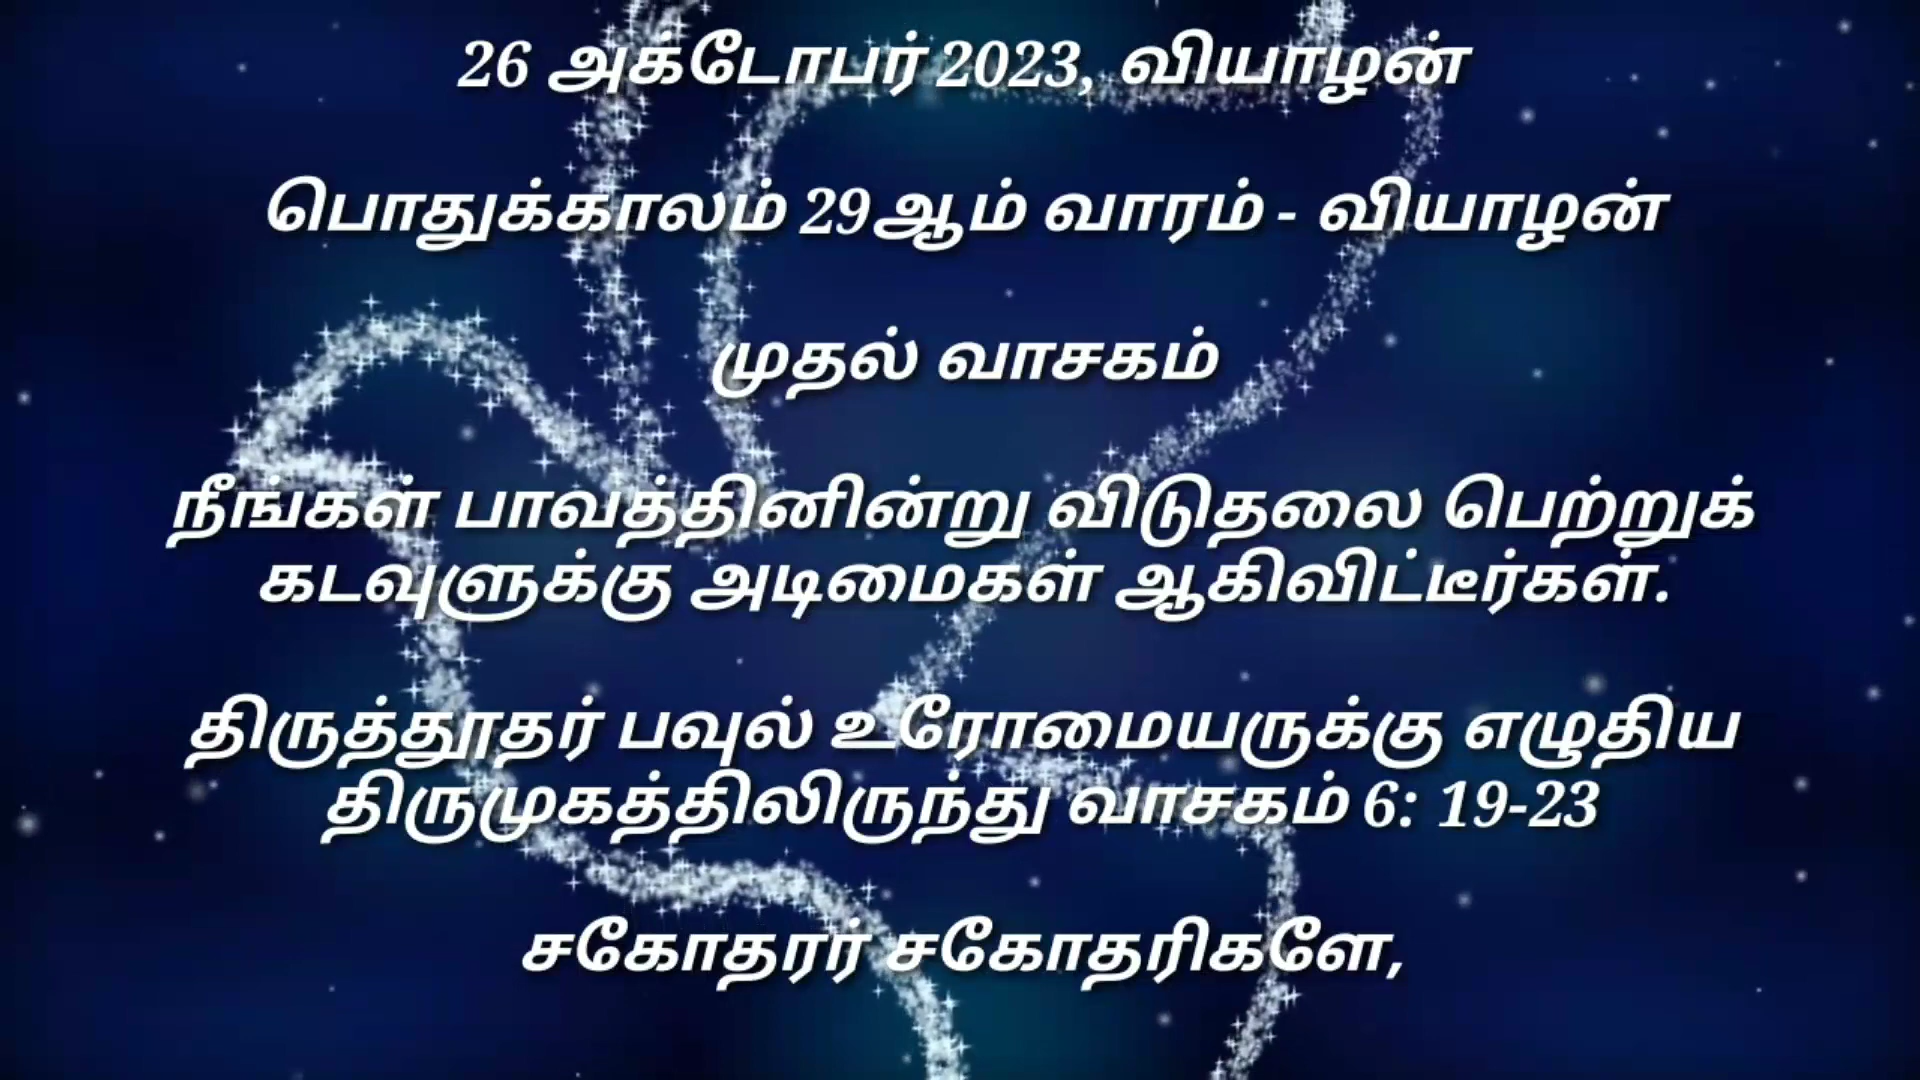 26 அக்டோபர் 2023, வியாழன்
பொதுக்காலம் 29ஆம் வாரம் - வியாழன்
முதல் வாசகம்
நீங்கள் பாவத்தினின்று விடுதலை பெற்றுக்
கடவுளுக்கு அடிமைகள் ஆகிவிட்டீர்கள்.
திருத்தூதர் பவுல் உரோமையருக்கு எழுதிய
திருமுகத்திலிருந்து வாசகம் 6: 19-23
சகோதரர் சகோதரிகளே,